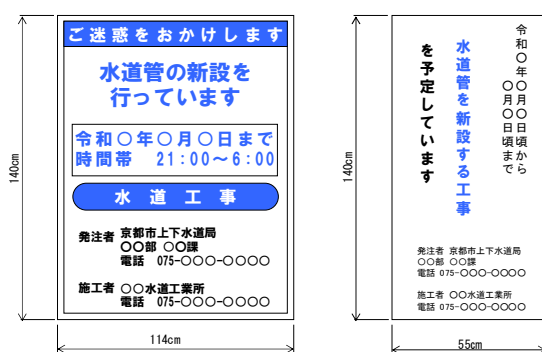 ご迷惑をおかけします
水道管の新設を
行っています
令和〇年〇月〇日まで
時間帯 21:00~6:00
水道工事
発注者 京都市上下水道局
〇〇部 〇〇課
電話 075-〇〇〇-〇〇〇〇
施工者 〇〇水道工業所
電話 075-〇〇〇-〇〇〇〇
140cm
114cm
令和〇年〇月〇日頃から
〇月〇日頃まで
水道管を新設する工事
を予定しています
発注者 京都市上下水道局
〇〇部 〇〇課
電話 075-〇〇〇-〇〇〇〇
施工者 〇〇水道工業所
電話 075-〇〇〇-〇〇〇〇
140cm
55cm